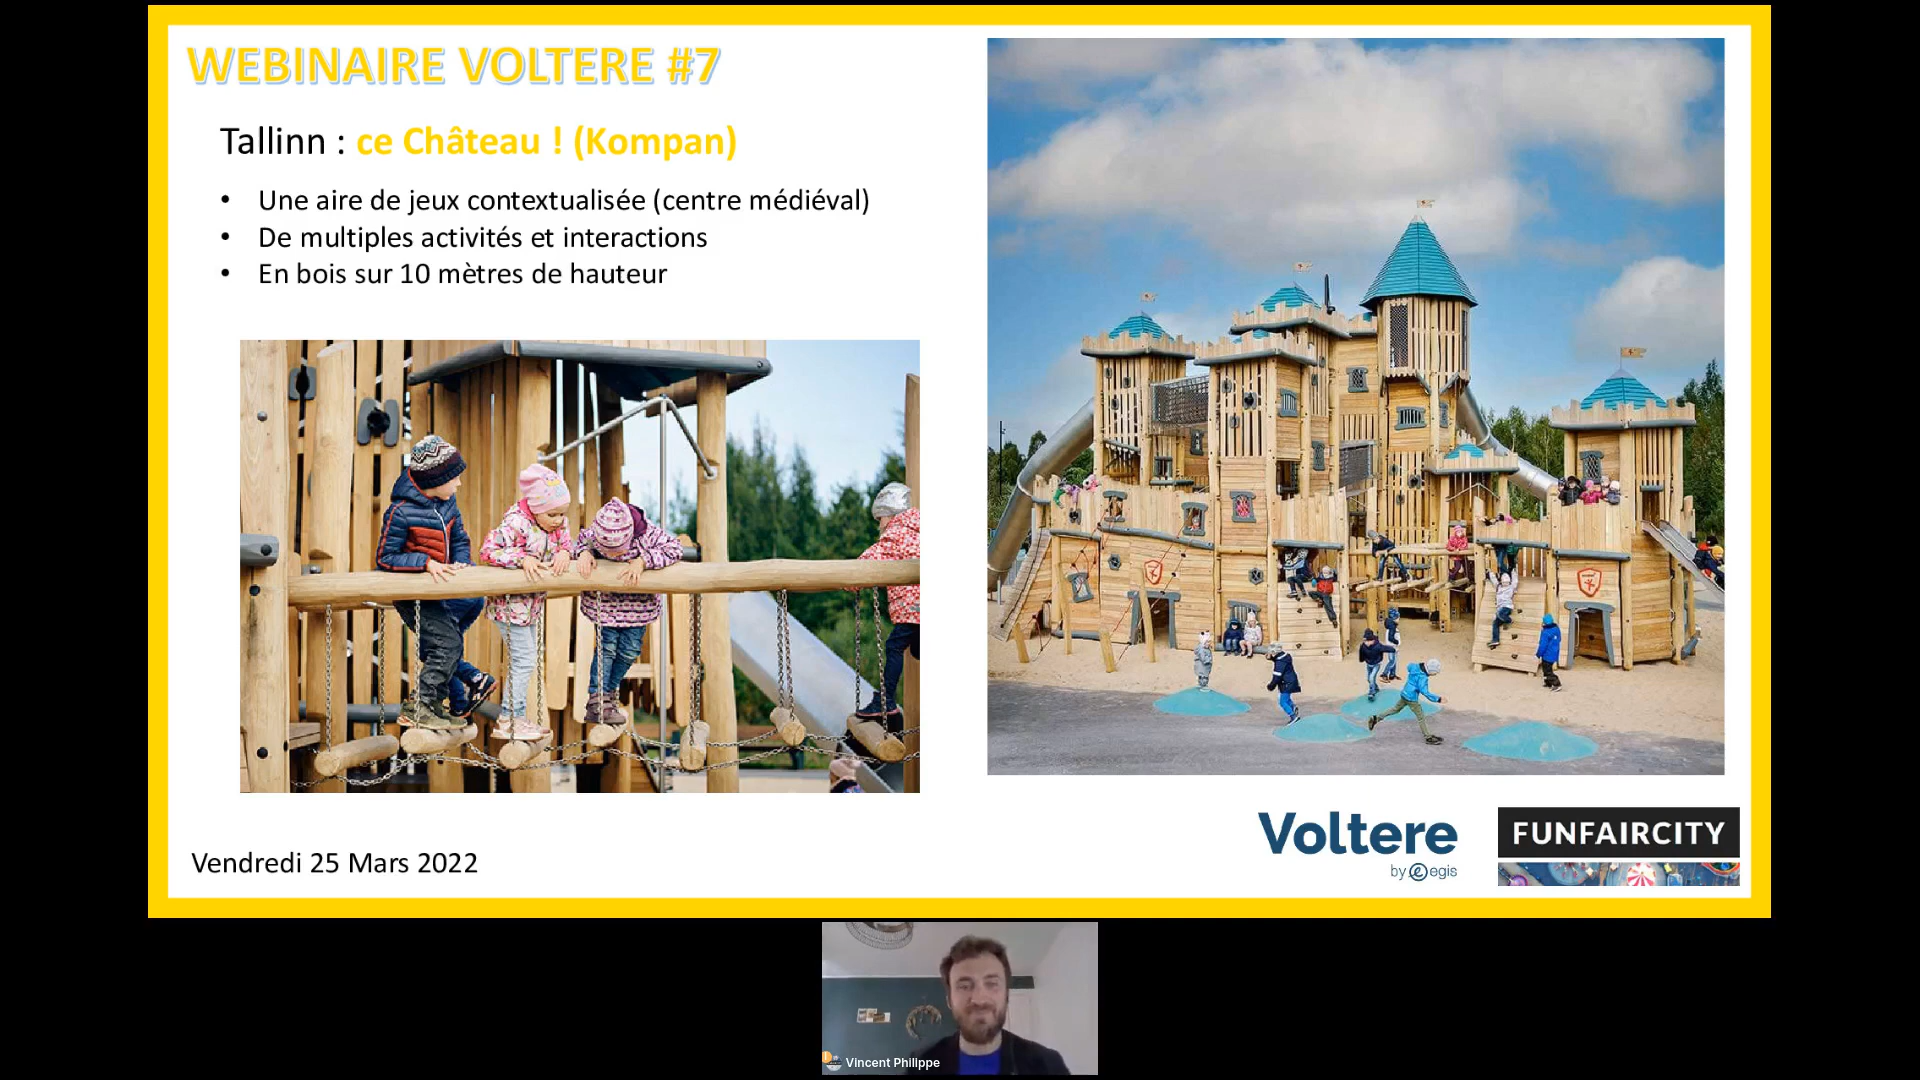 WEBINAIRE VOLTERE #7
Tallinn : ce Château ! (Kompan)
• Une aire de jeux contextualisée (centre médiéval)
• De multiples activités et interactions
• En bois sur 10 mètres de hauteur
Vendredi 25 Mars 2022
Voltere
by egis
FUNFAIRCITY
Vincent Philippe